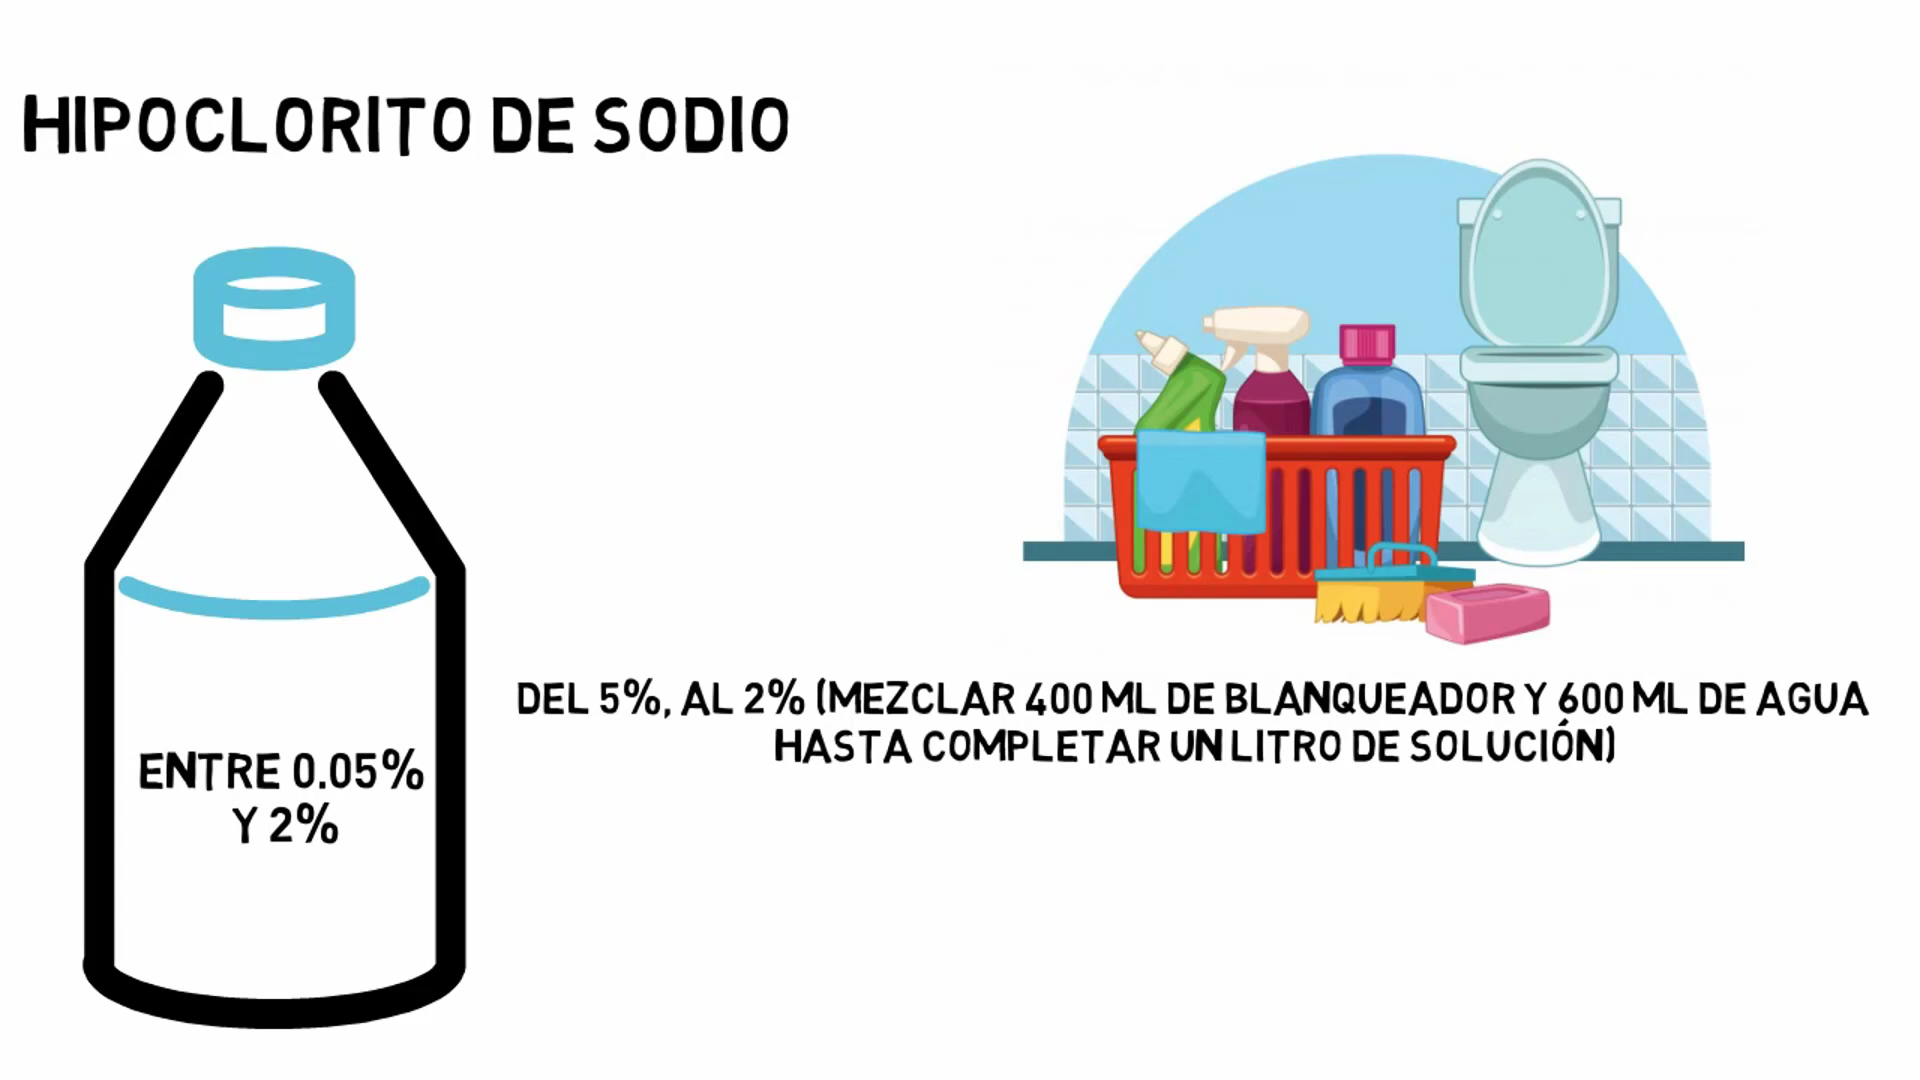 HIPOCLORITO DE SODIO
DEL 5%, AL 2% (MEZCLAR 400 ML DE BLANQUEADOR Y 600 ML DE AGUA
HASTA COMPLETAR UN LITRO DE SOLUCIÓN)
ENTRE 0.05%
Y 2%